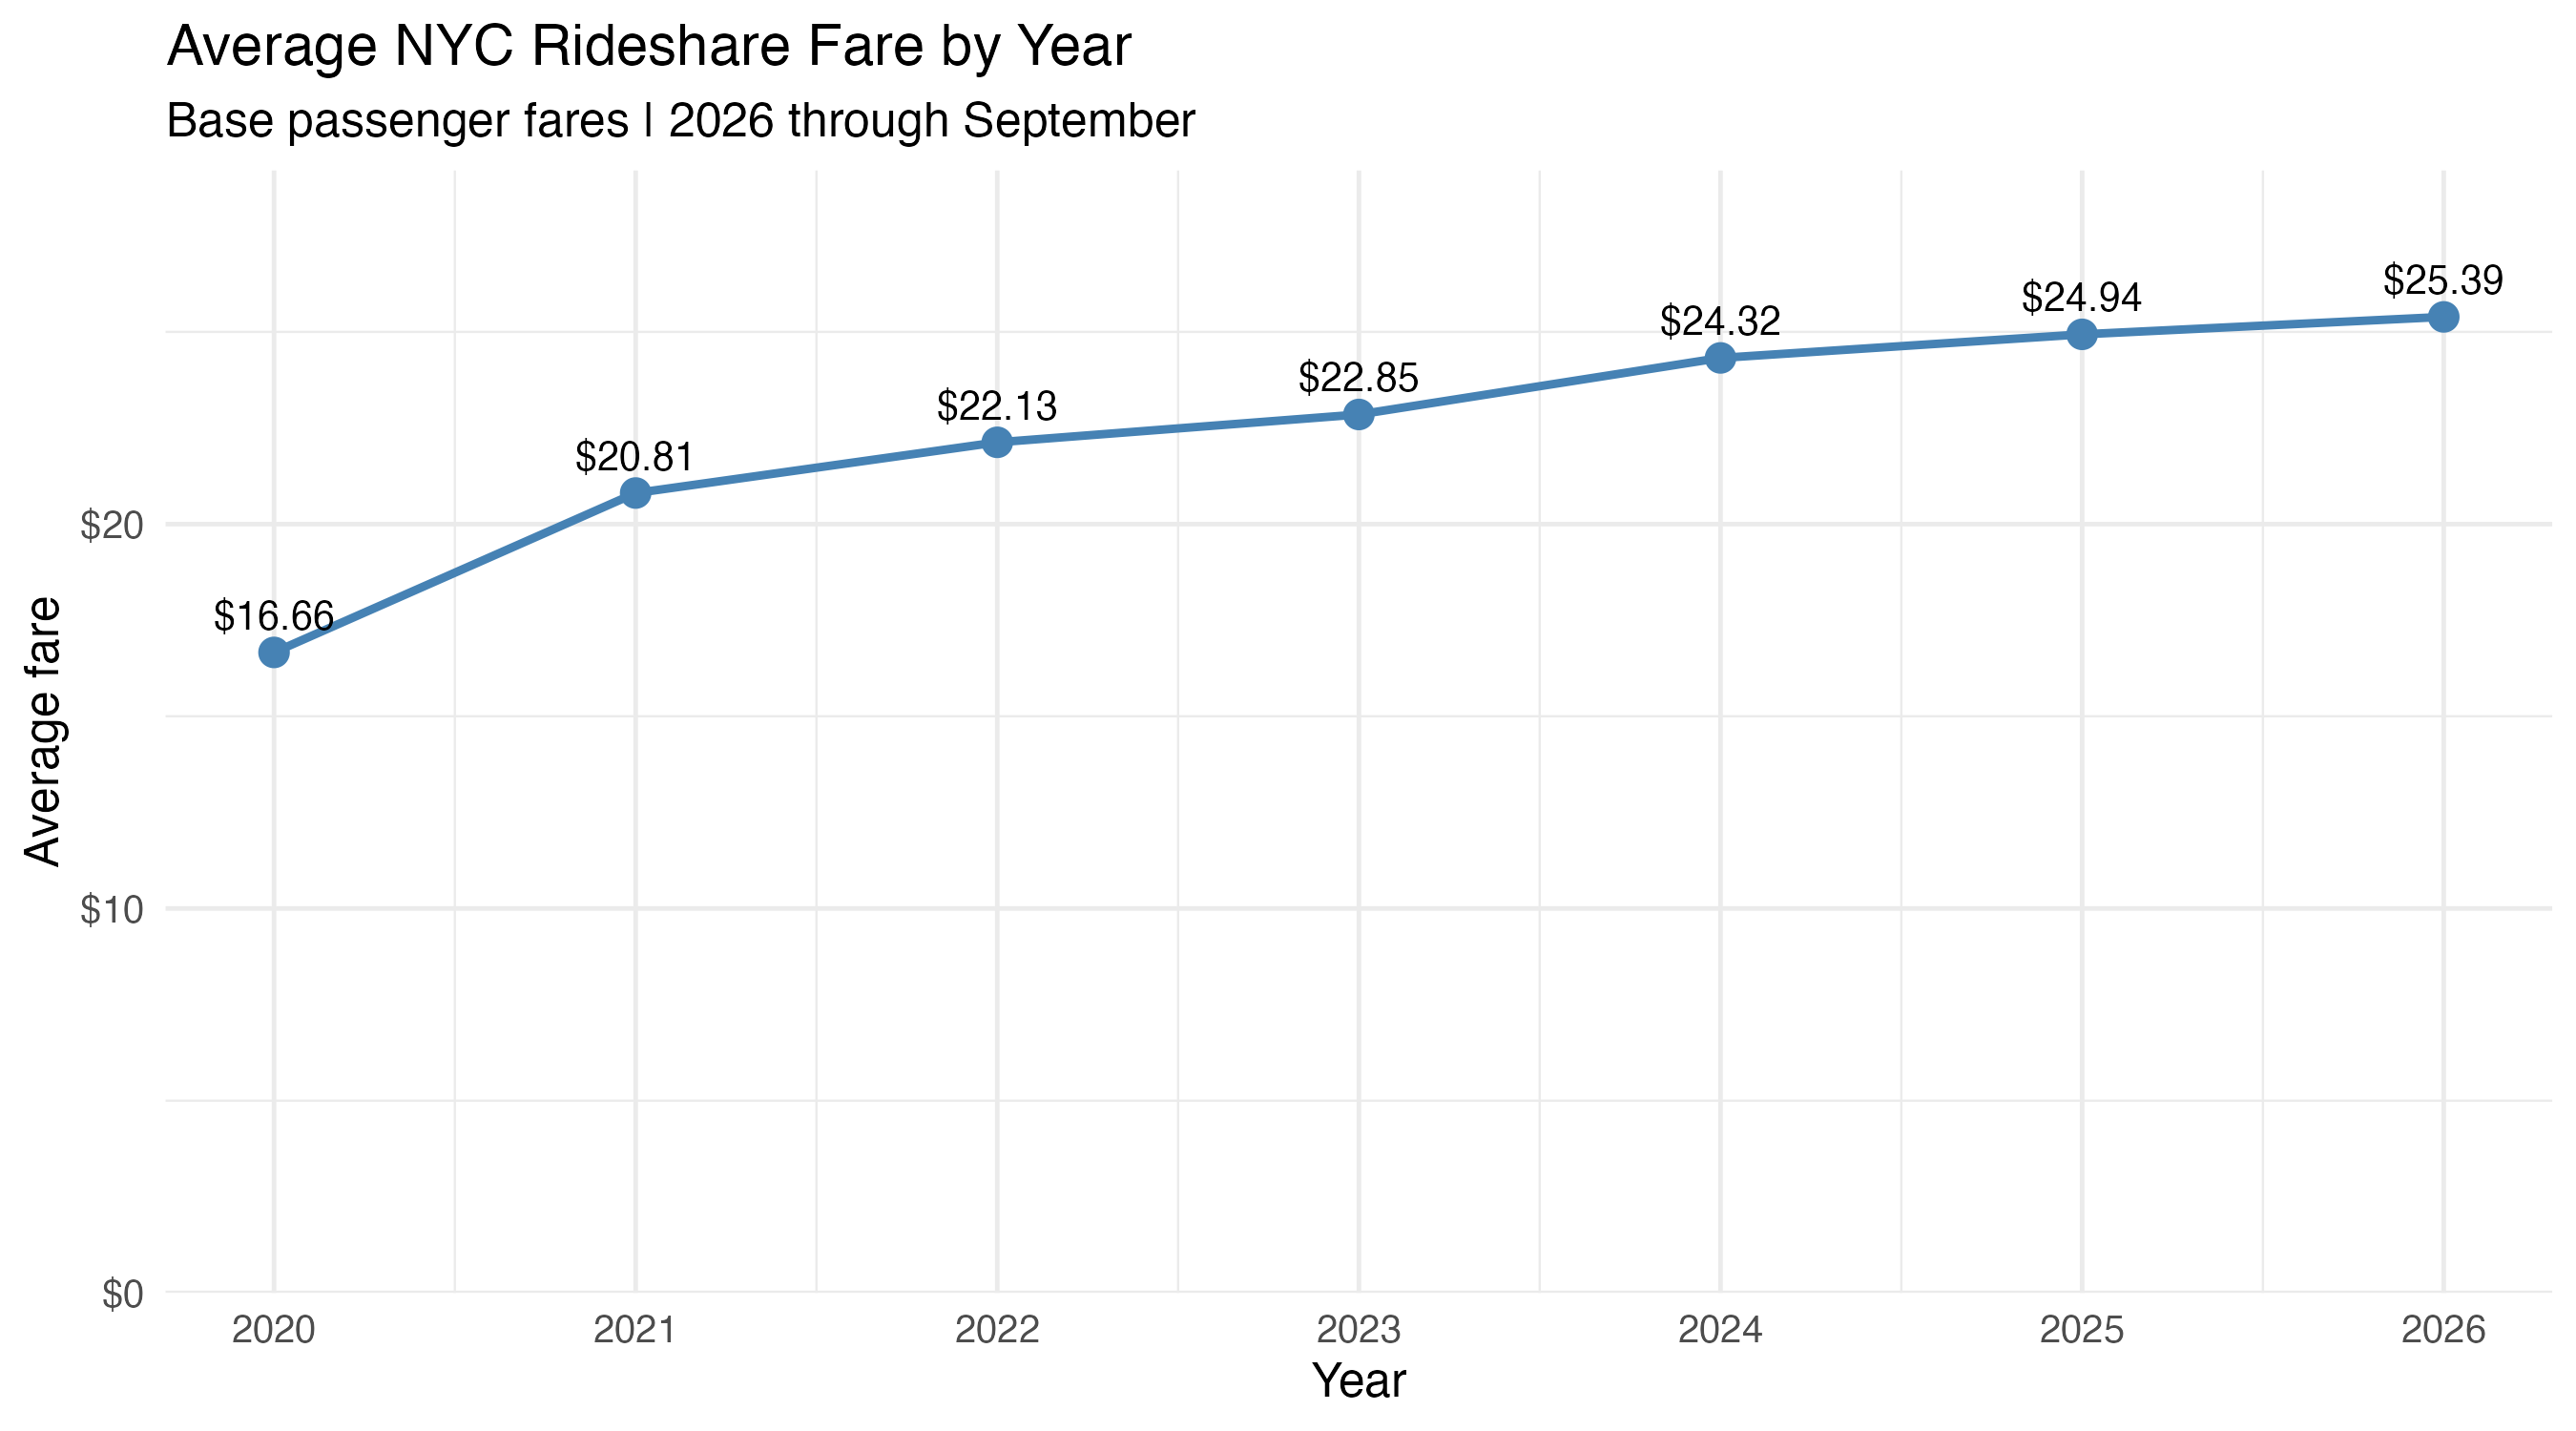 Average NYC Rideshare Fare by Year
Base passenger fares | 2026 through September
$25.39
$24.94
$24.32
$22.85
$22.13
$20.81
$20
$16.66
Average fare
$10
$0
2020 2021 2022 2023 2024 2025 2026
Year